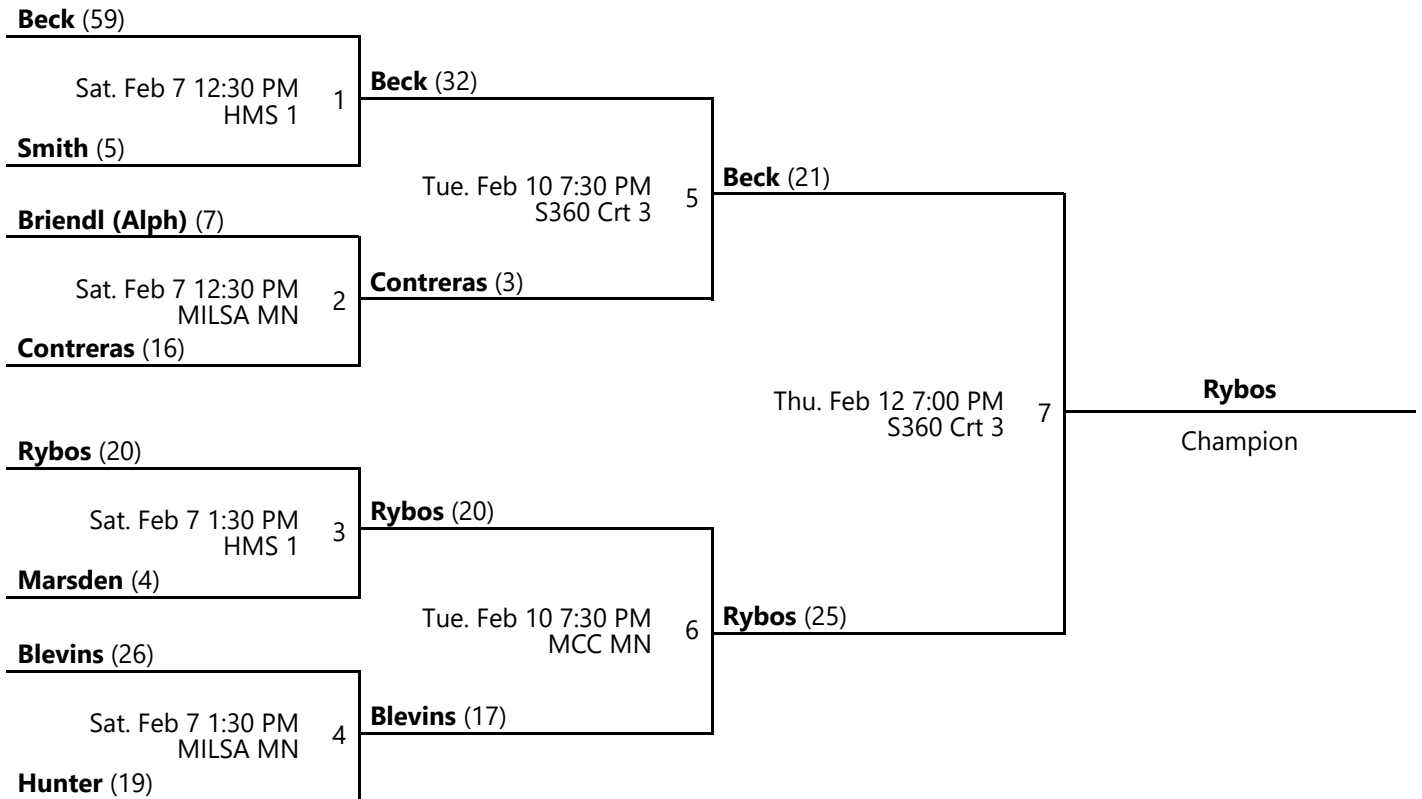 Beck (59)
Sat. Feb 7 12:30 PM
HMS 1
1
Smith (5)
Beck (32)
Briendl (Alph) (7)
Sat. Feb 7 12:30 PM
MILSA MN
2
Contreras (16)
Contreras (3)
Tue. Feb 10 7:30 PM
S360 Crt 3
5
Beck (21)
Rybos (20)
Sat. Feb 7 1:30 PM
HMS 1
3
Marsden (4)
Rybos (20)
Blevins (26)
Sat. Feb 7 1:30 PM
MILSA MN
4
Hunter (19)
Blevins (17)
Tue. Feb 10 7:30 PM
MCC MN
6
Rybos (25)
Thu. Feb 12 7:00 PM
S360 Crt 3
7
Rybos
Champion